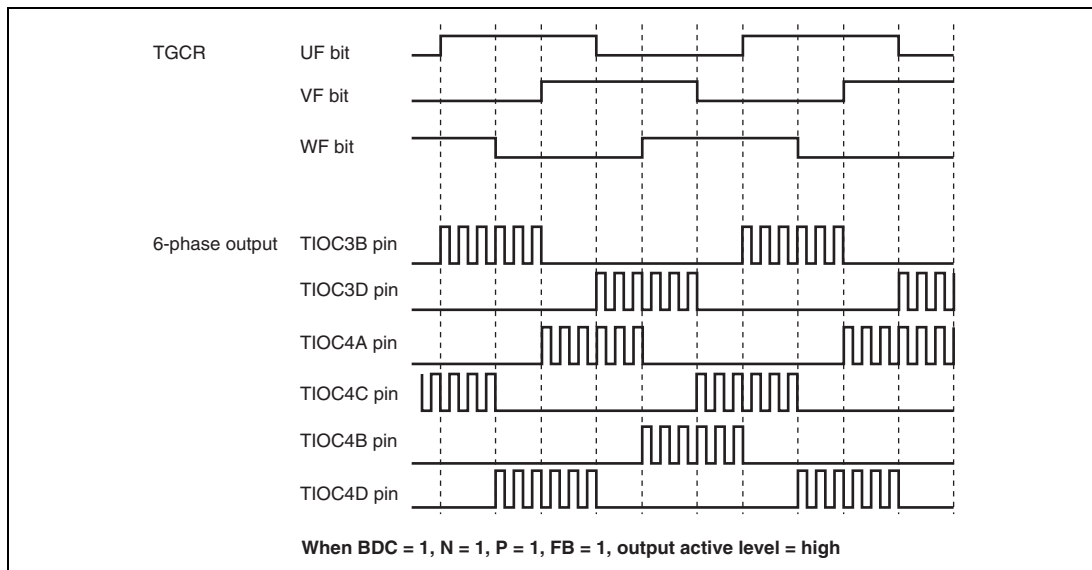 TGCR UF bit
VF bit
WF bit
6-phase output TIOC3B pin
TIOC3D pin
TIOC4A pin
TIOC4C pin
TIOC4B pin
TIOC4D pin
When BDC = 1, N = 1, P = 1, FB = 1, output active level = high